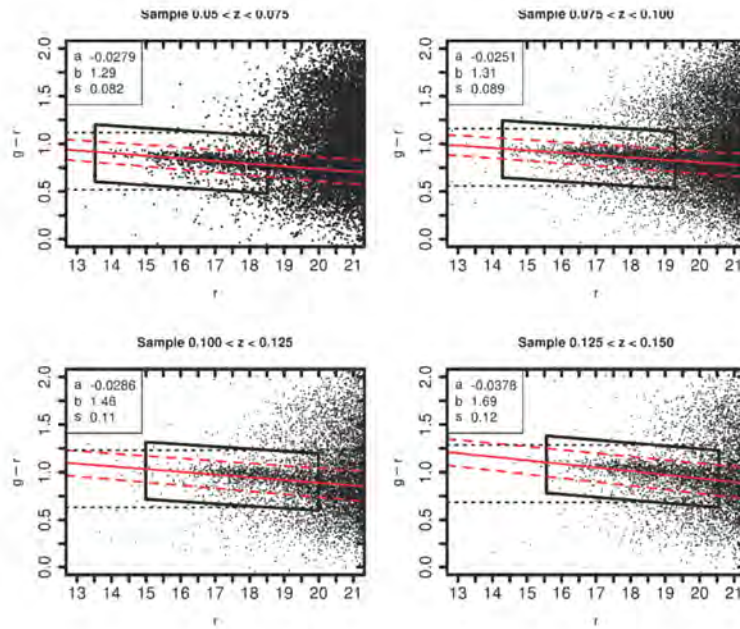 Sample 0.05 < z < 0.075
a -0.0279
b 1.29
s 0.082
g – r
2.0
1.5
1.0
0.5
0.0
13 14 15 16 17 18 19 20 21
r
Sample 0.075 < z < 0.100
a -0.0251
b 1.31
s 0.089
g – r
2.0
1.5
1.0
0.5
0.0
13 14 15 16 17 18 19 20 21
r
Sample 0.100 < z < 0.125
a -0.0286
b 1.46
s 0.11
g – r
2.0
1.5
1.0
0.5
0.0
13 14 15 16 17 18 19 20 21
r
Sample 0.125 < z < 0.150
a -0.0378
b 1.69
s 0.12
g – r
2.0
1.5
1.0
0.5
0.0
13 14 15 16 17 18 19 20 21
r